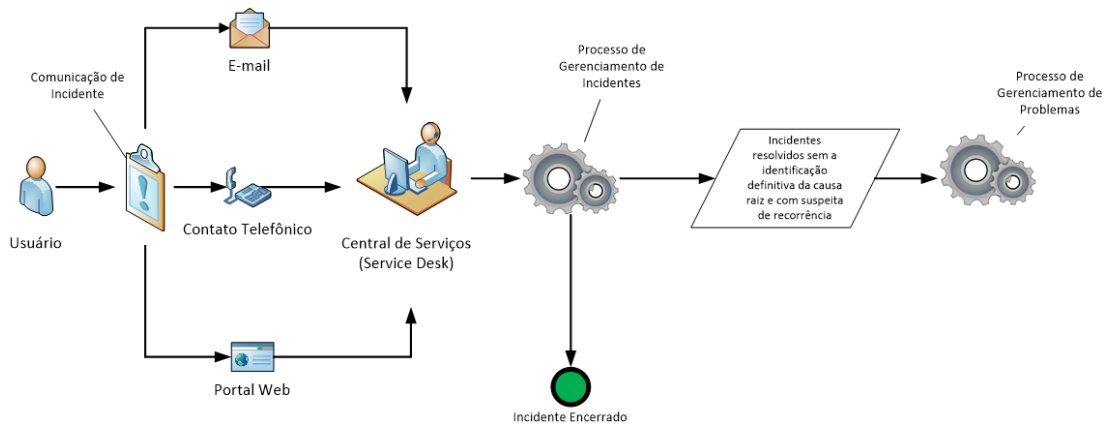 E-mail
Comunicação de
Incidente
Usuário
Contato Telefônico
Central de Serviços
(Service Desk)
Portal Web
Processo de
Gerenciamento de
Incidentes
Incidente Encerrado
Incidentes
resolvidos sem a
identificação
definitiva da causa
raiz e com suspeita
de recorrência
Processo de
Gerenciamento de
Problemas